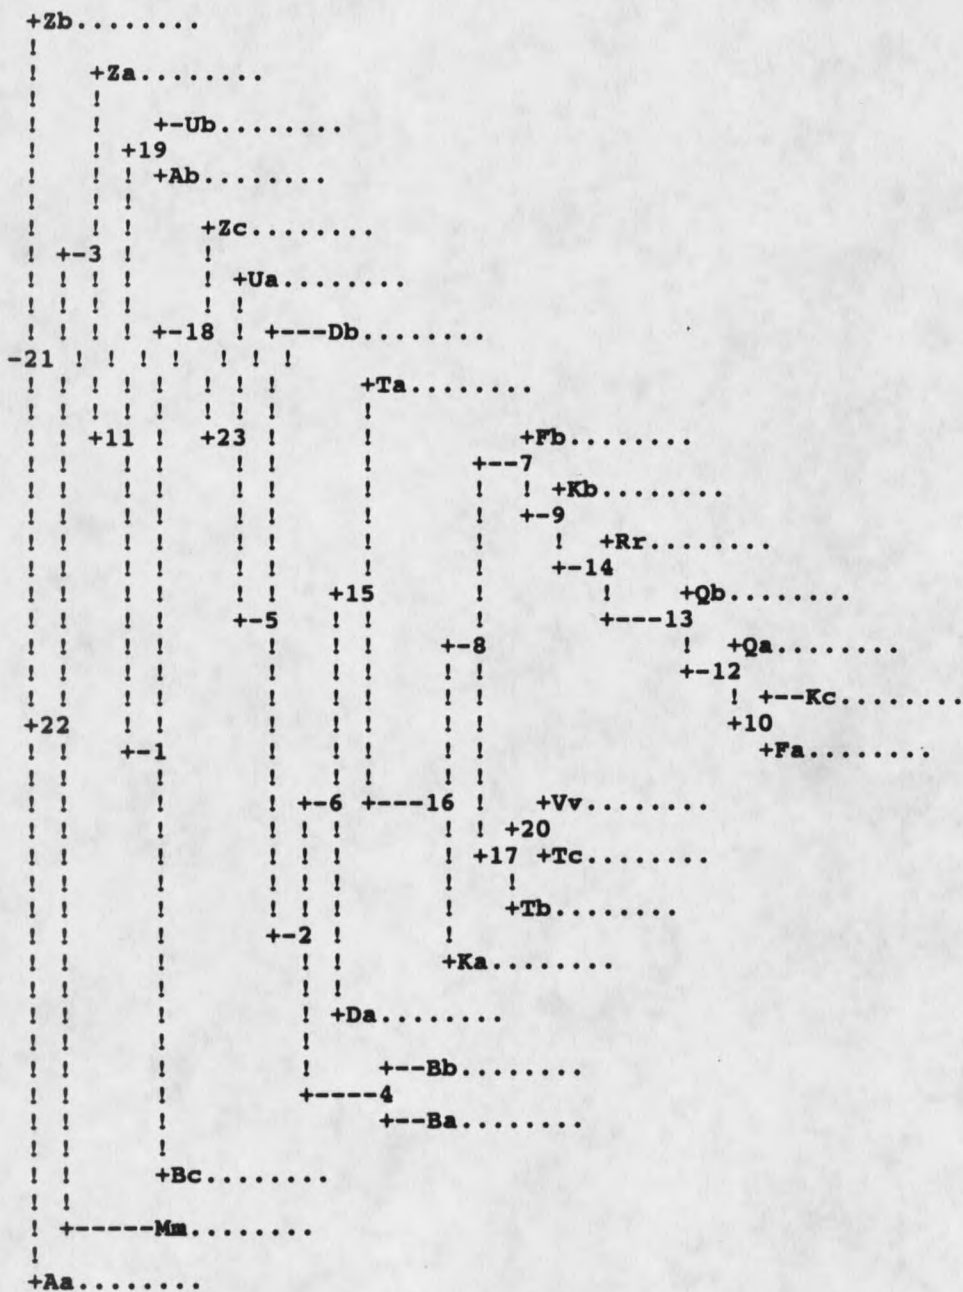 +Zb........
  !
  !   +Za........
  !   !
  !   !   +-Ub........
  !   ! +19
  !   ! ! +Ab........
  !   ! !
  !   ! !    +Zc........
  ! +-3 !    !
  ! ! ! !    ! +Ua........
  ! ! ! !    ! !
  ! ! ! ! +-18 ! +---Db........
-21 ! ! ! !  ! ! !
  ! ! ! ! !  ! ! !     +Ta........
  ! ! ! ! !  ! ! !     !
  ! ! +11 !  +23 !     !         +Fb........
  ! !   ! !    ! !     !      +--7
  ! !   ! !    ! !     !      !  ! +Kb........
  ! !   ! !    ! !     !      !  +-9
  ! !   ! !    ! !     !      !    !  +Rr........
  ! !   ! !    ! !     !      !    +-14
  ! !   ! !    ! !   +15      !       !    +Qb........
  ! !   ! !    +-5   ! !      !       +---13
  ! !   ! !      !   ! !    +-8            !  +Qa........
  ! !   ! !      !   ! !    ! !            +-12
  ! !   ! !      !   ! !    ! !               ! +--Kc........
  +22   ! !      !   ! !    ! !               +10
  ! !   +-1      !   ! !    ! !                 +Fa........
  ! !     !      !   ! !    ! !
  ! !     !      ! +-6 +---16 !   +Vv........
  ! !     !      ! ! !      ! ! +20
  ! !     !      ! ! !      ! +17 +Tc........
  ! !     !      ! ! !      !   !
  ! !     !      ! ! !      !   +Tb........
  ! !     !      +-2 !      !
  ! !     !        ! !      +Ka........
  ! !     !        ! !
  ! !     !        ! +Da........
  ! !     !        !
  ! !     !        !    +--Bb........
  ! !     !        +----4
  ! !     !             +--Ba........
  ! !     !
  ! !     +Bc........
  ! !
  ! +-----Mm........
  !
  +Aa........